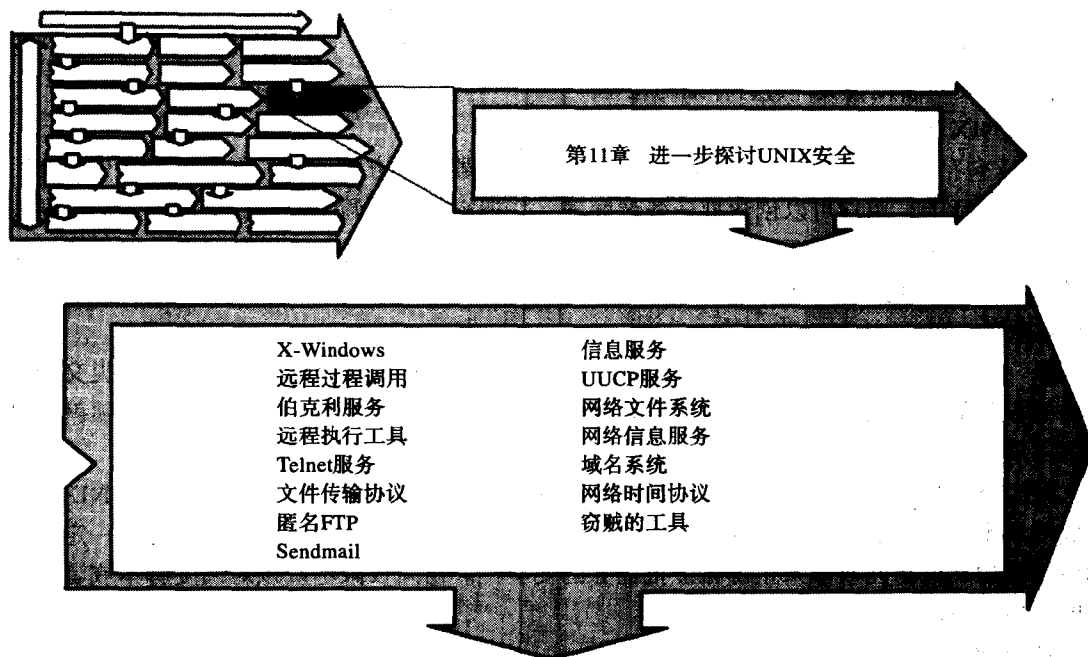 第11章 进一步探讨UNIX安全
X-Windows
远程过程调用
伯克利服务
远程执行工具
Telnet服务
文件传输协议
匿名FTP
Sendmail
信息服务
UUCP服务
网络文件系统
网络信息服务
域名系统
网络时间协议
窃贼的工具